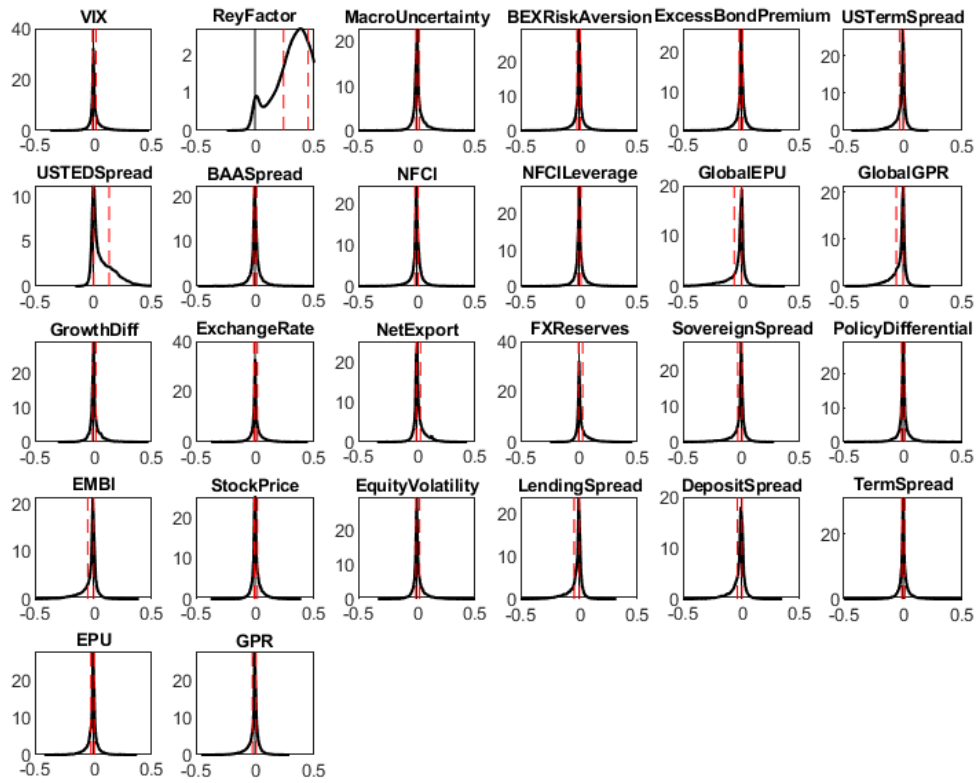 VIX ReyFactor MacroUncertainty BEXRiskAversion ExcessBondPremium USTermSpread
40 20 0 -0.5 0 0.5
2 1 0 -0.5 0 0.5
20 10 0 -0.5 0 0.5
20 10 0 -0.5 0 0.5
20 10 0 -0.5 0 0.5
20 0 -0.5 0 0.5
USTEDSpread BAASpread NFCI NFCILeverage GlobalEPU GlobalGPR
10 5 0 -0.5 0 0.5
20 10 0 -0.5 0 0.5
20 10 0 -0.5 0 0.5
20 10 0 -0.5 0 0.5
20 10 0 -0.5 0 0.5
20 10 0 -0.5 0 0.5
GrowthDiff ExchangeRate NetExport FXReserves SovereignSpread PolicyDifferential
20 10 0 -0.5 0 0.5
40 20 0 -0.5 0 0.5
20 10 0 -0.5 0 0.5
40 20 0 -0.5 0 0.5
20 10 0 -0.5 0 0.5
20 10 0 -0.5 0 0.5
EMBI StockPrice EquityVolatility LendingSpread DepositSpread TermSpread
20 10 0 -0.5 0 0.5
20 10 0 -0.5 0 0.5
20 10 0 -0.5 0 0.5
20 10 0 -0.5 0 0.5
20 10 0 -0.5 0 0.5
20 0 -0.5 0 0.5
EPU GPR
20 10 0 -0.5 0 0.5
20 10 0 -0.5 0 0.5